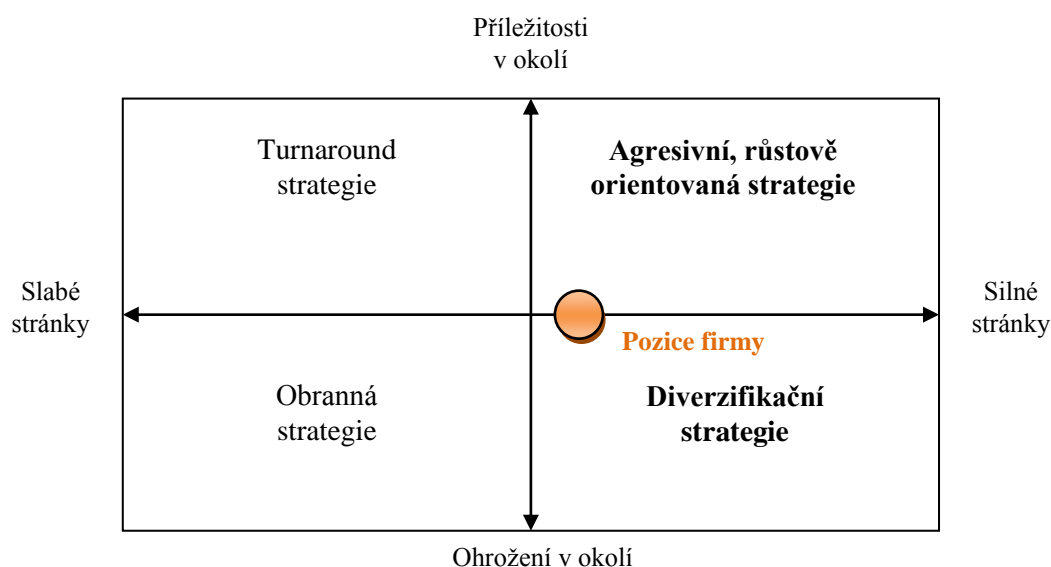 Příležitosti
v okolí
Turnaround
strategie
Agresivní, růstově
orientovaná strategie
Slabé
stránky
Silné
stránky
Pozice firmy
Obranná
strategie
Diverzifikační
strategie
Ohrožení v okolí